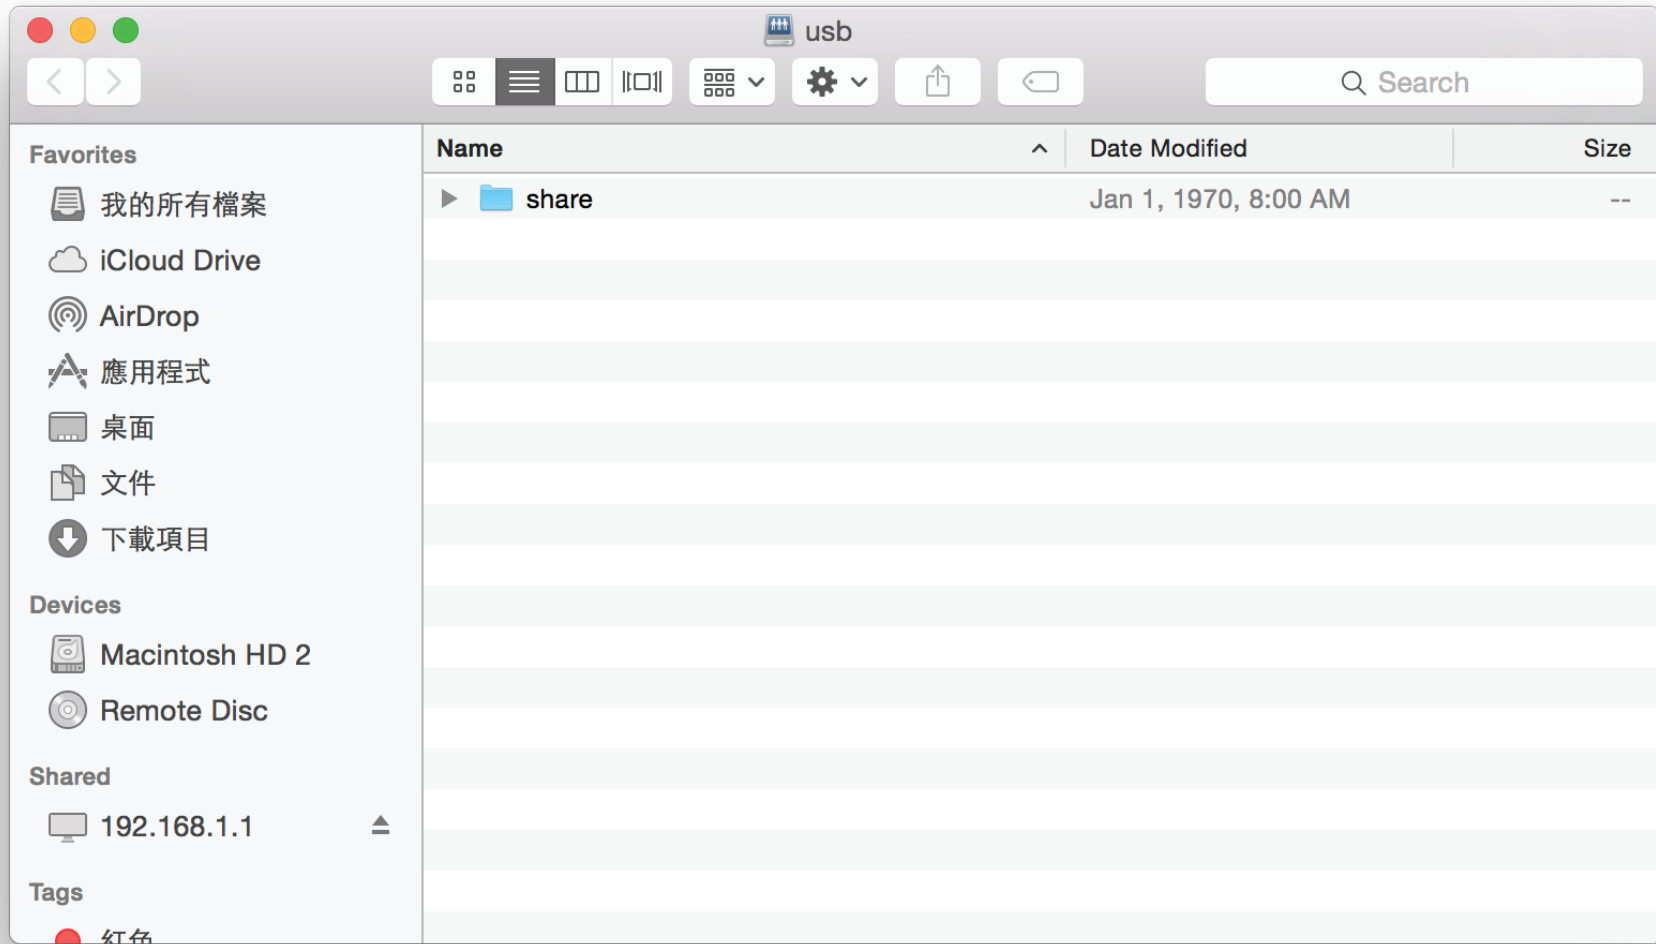 usb
Search
Favorites
我的所有檔案
iCloud Drive
AirDrop
應用程式
桌面
文件
下載項目
Devices
Macintosh HD 2
Remote Disc
Shared
192.168.1.1
Tags
紅色
Name Date Modified Size
share Jan 1, 1970, 8:00 AM --